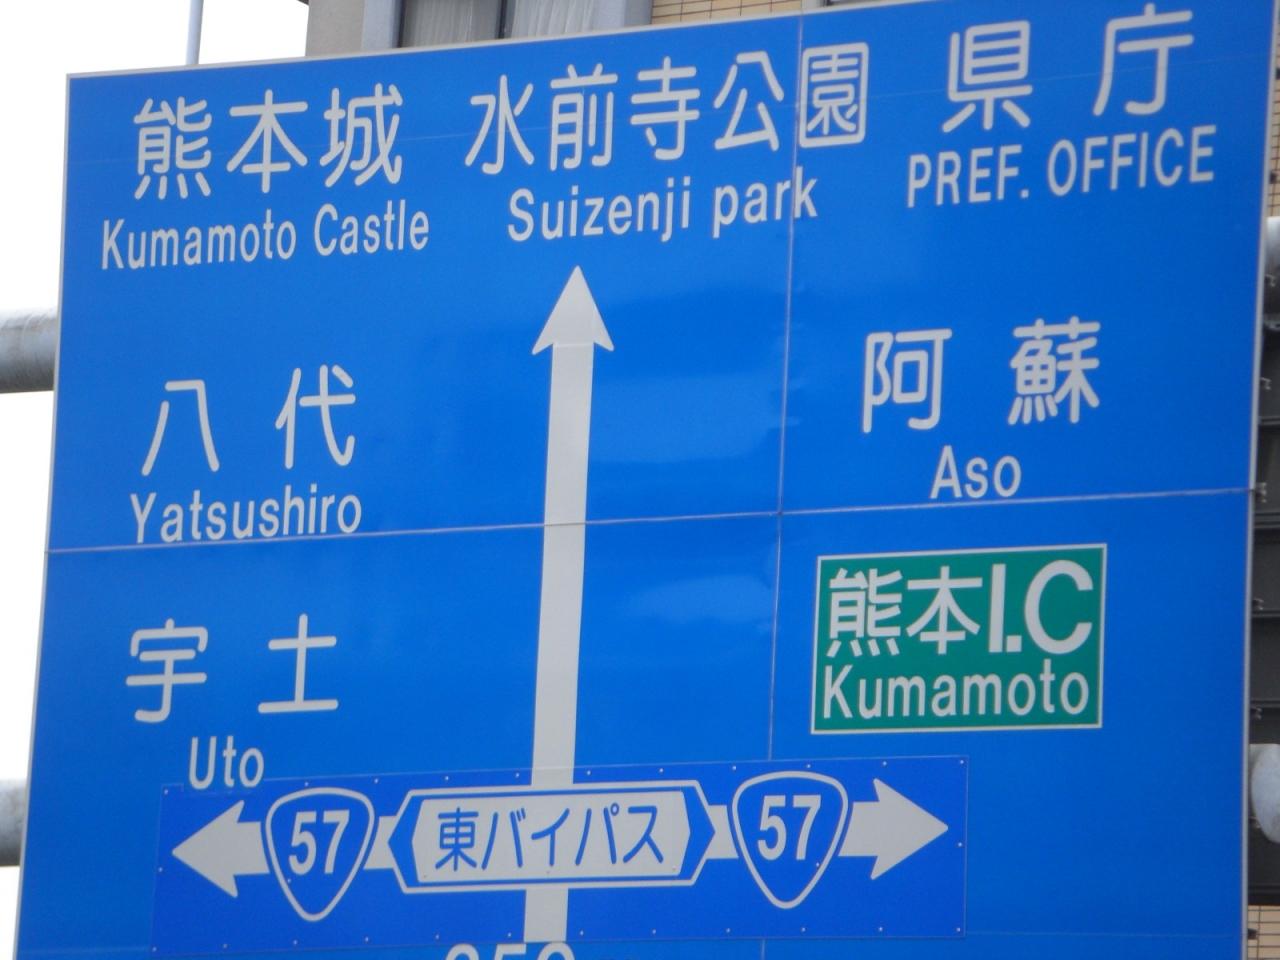 熊本城 水前寺公園 県庁
Kumamoto Castle Suizenji park PREF. OFFICE
八代 阿蘇
Yatsushiro Aso
宇土 熊本I.C
Uto Kumamoto
57 東バイパス 57